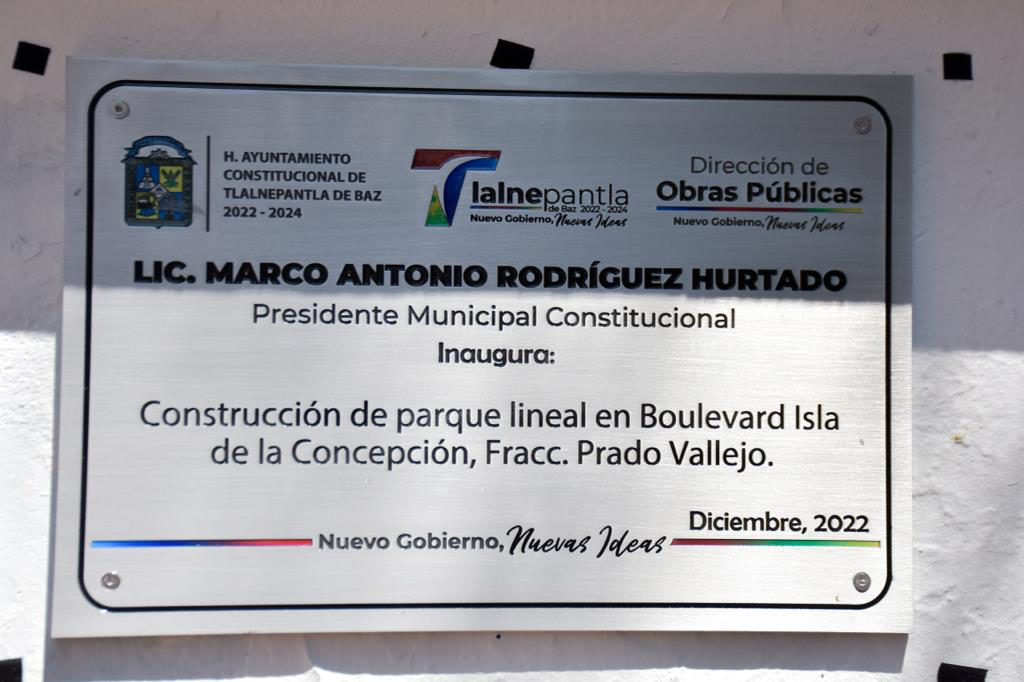 H. AYUNTAMIENTO
CONSTITUCIONAL DE
TLALNEPANTLA DE BAZ
2022 - 2024
Tlalnepantla
de Baz 2022 - 2024
Nuevo Gobierno, Nuevas Ideas
Dirección de
Obras Públicas
Nuevo Gobierno, Nuevas Ideas
LIC. MARCO ANTONIO RODRÍGUEZ HURTADO
Presidente Municipal Constitucional
Inaugura:
Construcción de parque lineal en Boulevard Isla
de la Concepción, Fracc. Prado Vallejo.
Diciembre, 2022
Nuevo Gobierno, Nuevas Ideas